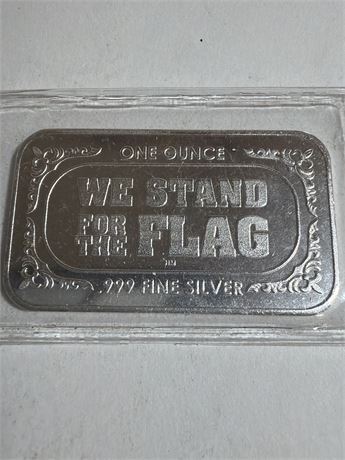 ONE OUNCE
WE STAND
FOR THE FLAG
.999 FINE SILVER